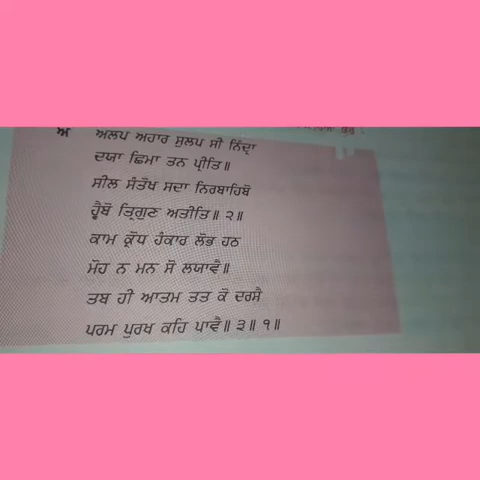 ਅ ਅਲਪ ਅਹਾਰ ਸੁਲਪ ਸੀ ਨਿੰਦ੍ਰਾ
ਦਯਾ ਛਿਮਾ ਤਨ ਪ੍ਰੀਤਿ॥
ਸੀਲ ਸੰਤੋਖ ਸਦਾ ਨਿਰਬਾਹਿਬੋ
ਹ੍ਵੈਬੋ ਤ੍ਰਿਗੁਣ ਅਤੀਤਿ॥ ੨॥
ਕਾਮ ਕ੍ਰੋਧ ਹੰਕਾਰ ਲੋਭ ਹਠ
ਮੋਹ ਨ ਮਨ ਸੋ ਲਯਾਵੈ॥
ਤਬ ਹੀ ਆਤਮ ਤਤ ਕੋ ਦਰਸੈ
ਪਰਮ ਪੁਰਖ ਕਹਿ ਪਾਵੈ॥ ੩॥ ੧॥